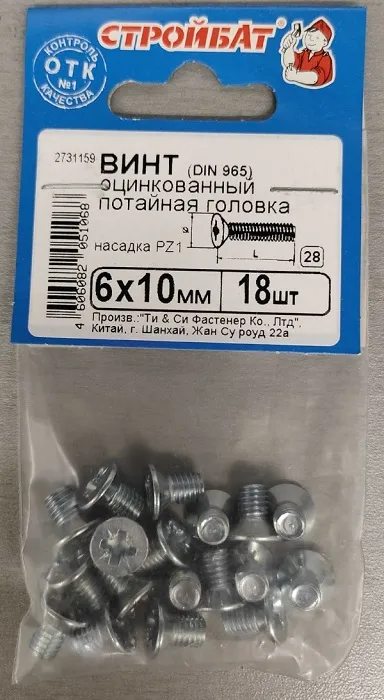 СТРОЙБАТ
КОНТРОЛЬ
ОТК
№1
КАЧЕСТВА
2731159 ВИНТ (DIN 965)
оцинкованный
потайная головка
насадка PZ1
d
L
28
6х10мм 18шт
Произв.:"Ти & Си Фастенер Ко., Лтд".
Китай, г. Шанхай, Жан Су роуд 22а
4 606082 051068